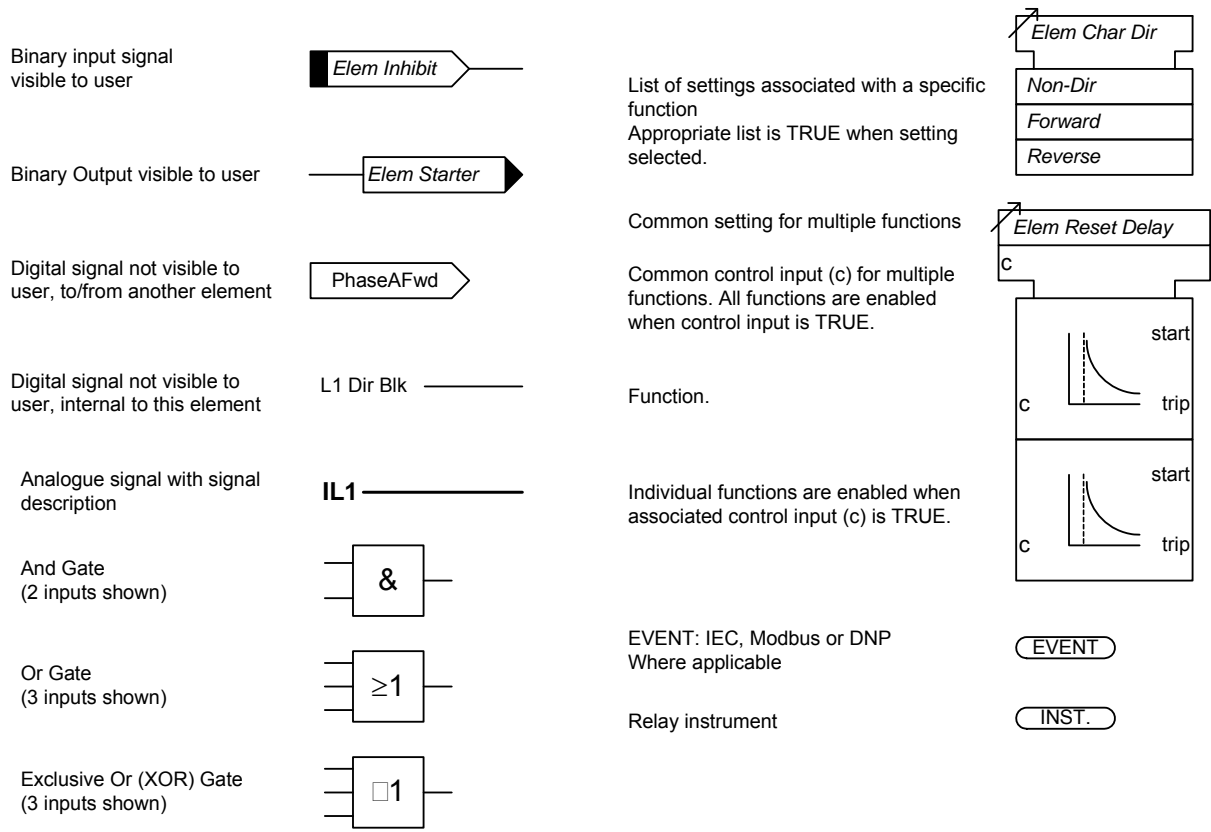 Binary input signal
visible to user
Elem Inhibit
Binary Output visible to user
Elem Starter
Digital signal not visible to
user, to/from another element
PhaseAFwd
Digital signal not visible to
user, internal to this element
L1 Dir Blk
Analogue signal with signal
description
IL1
And Gate
(2 inputs shown)
&
Or Gate
(3 inputs shown)
≥1
Exclusive Or (XOR) Gate
(3 inputs shown)
□1
List of settings associated with a specific
function
Appropriate list is TRUE when setting
selected.
Elem Char Dir
Non-Dir
Forward
Reverse
Common setting for multiple functions
Elem Reset Delay
Common control input (c) for multiple
functions. All functions are enabled
when control input is TRUE.
c
Function.
start
c
trip
Individual functions are enabled when
associated control input (c) is TRUE.
start
c
trip
EVENT: IEC, Modbus or DNP
Where applicable
EVENT
Relay instrument
INST.